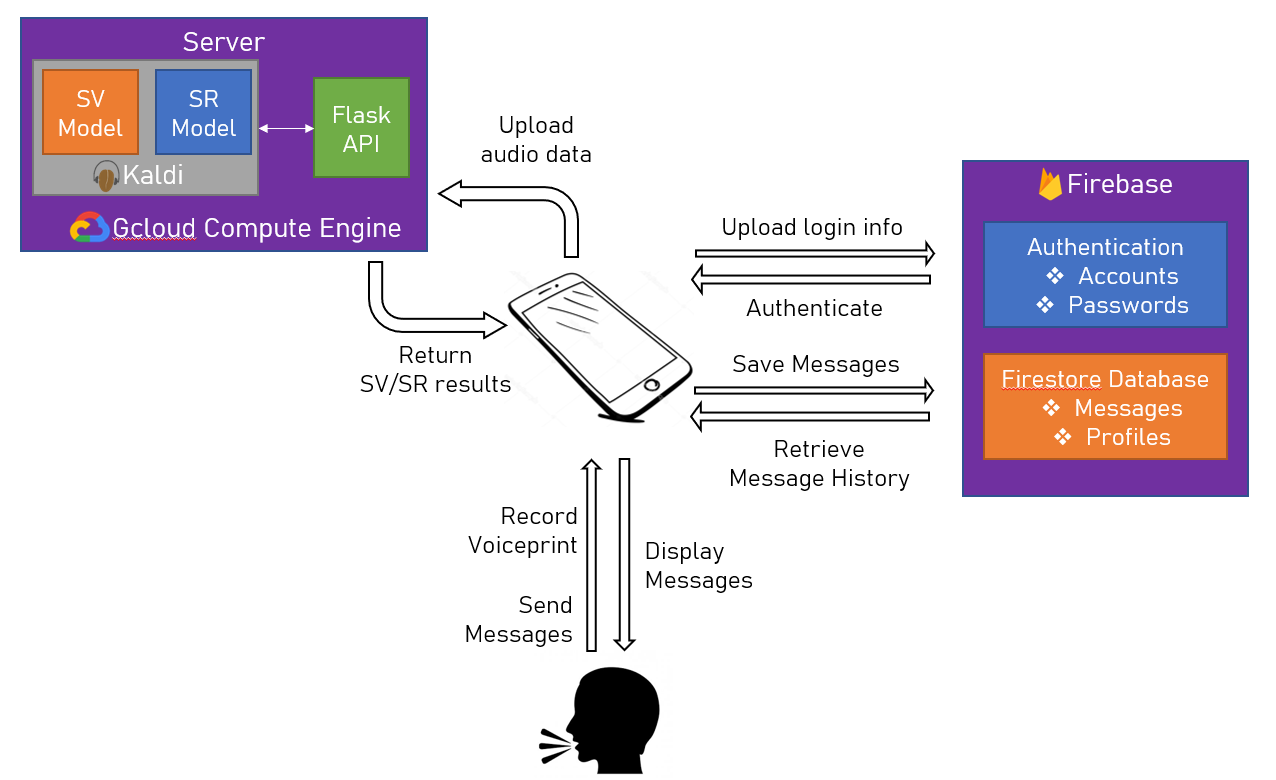 Server
SV
Model
SR
Model
Flask
API
Kaldi
Gcloud Compute Engine
Upload
audio data
Return
SV/SR results
Upload login info
Authenticate
Save Messages
Retrieve
Message History
Firebase
Authentication
❖ Accounts
❖ Passwords
Firestore Database
❖ Messages
❖ Profiles
Record
Voiceprint
Send
Messages
Display
Messages